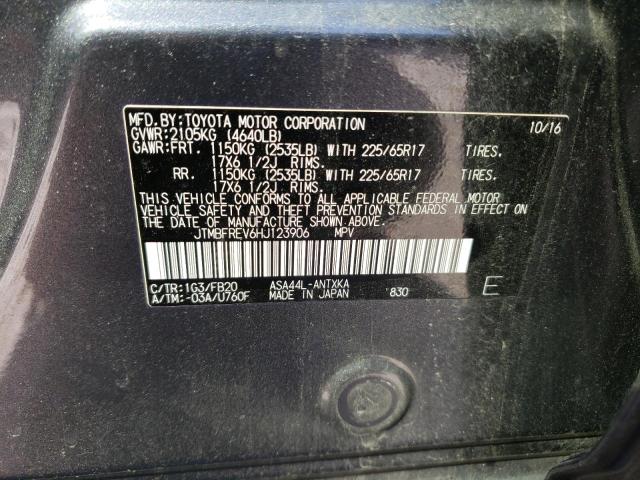 MFD.BY:TOYOTA MOTOR CORPORATION 10/16
GVWR:2105KG (4640LB)
GAWR:FRT. 1150KG (2535LB) WITH 225/65R17 TIRES.
17X6 1/2J RIMS.
RR. 1150KG (2535LB) WITH 225/65R17 TIRES.
17X6 1/2J RIMS.
THIS VEHICLE CONFORMS TO ALL APPLICABLE FEDERAL MOTOR
VEHICLE SAFETY AND THEFT PREVENTION STANDARDS IN EFFECT ON
THE DATE OF MANUFACTURE SHOWN ABOVE.
JTMBFREV6HJ123906 MPV
C/TR:1G3/FB20 ASA44L-ANTXKA
A/TM:-03A/U760F MADE IN JAPAN *830 E